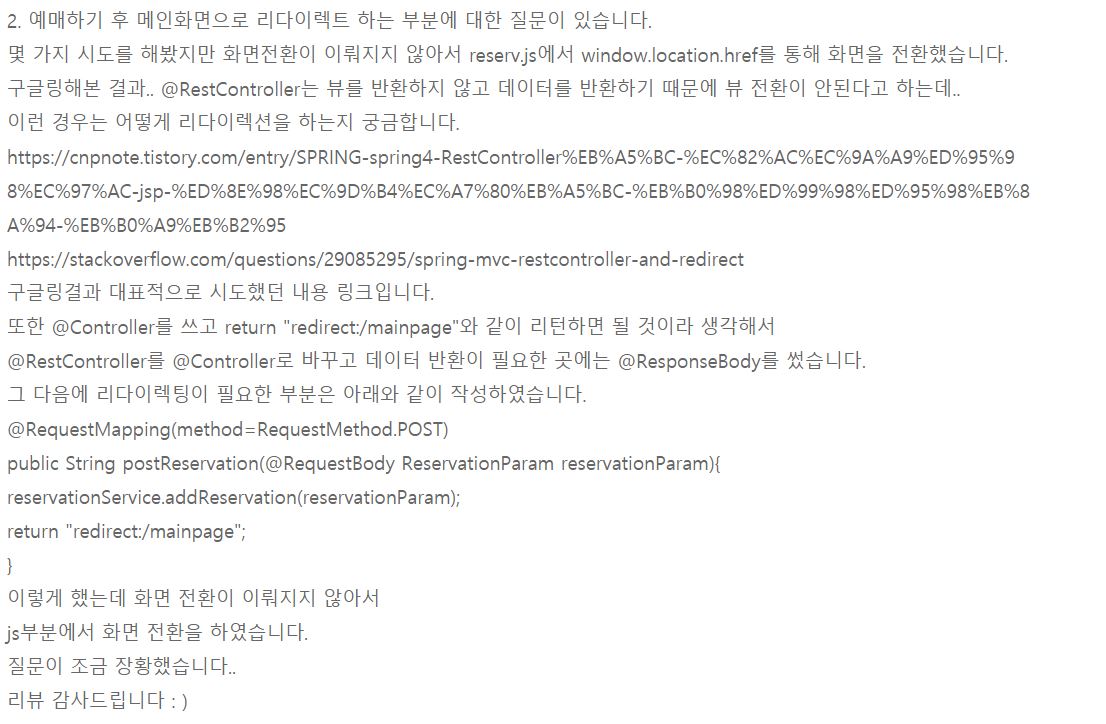 2. 예매하기 후 메인화면으로 리다이렉트 하는 부분에 대한 질문이 있습니다.
몇 가지 시도를 해봤지만 화면전환이 이뤄지지 않아서 reserv.js에서 window.location.href를 통해 화면을 전환했습니다.
구글링해본 결과.. @RestController는 뷰를 반환하지 않고 데이터를 반환하기 때문에 뷰 전환이 안된다고 하는데..
이런 경우는 어떻게 리다이렉션을 하는지 궁금합니다.
https://cnpnote.tistory.com/entry/SPRING-spring4-RestController%EB%A5%BC-%EC%82%AC%EC%9A%A9%ED%95%9
8%EC%97%AC-jsp-%ED%8E%98%EC%9D%B4%EC%A7%80%EB%A5%BC-%EB%B0%98%ED%99%98%ED%95%98%EB%8
A%94-%EB%B0%A9%EB%B2%95
https://stackoverflow.com/questions/29085295/spring-mvc-restcontroller-and-redirect
구글링결과 대표적으로 시도했던 내용 링크입니다.
또한 @Controller를 쓰고 return "redirect:/mainpage"와 같이 리턴하면 될 것이라 생각해서
@RestController를 @Controller로 바꾸고 데이터 반환이 필요한 곳에는 @ResponseBody를 썼습니다.
그 다음에 리다이렉팅이 필요한 부분은 아래와 같이 작성하였습니다.
@RequestMapping(method=RequestMethod.POST)
public String postReservation(@RequestBody ReservationParam reservationParam){
reservationService.addReservation(reservationParam);
return "redirect:/mainpage";
}
이렇게 했는데 화면 전환이 이뤄지지 않아서
js부분에서 화면 전환을 하였습니다.
질문이 조금 장황했습니다..
리뷰 감사드립니다 : )